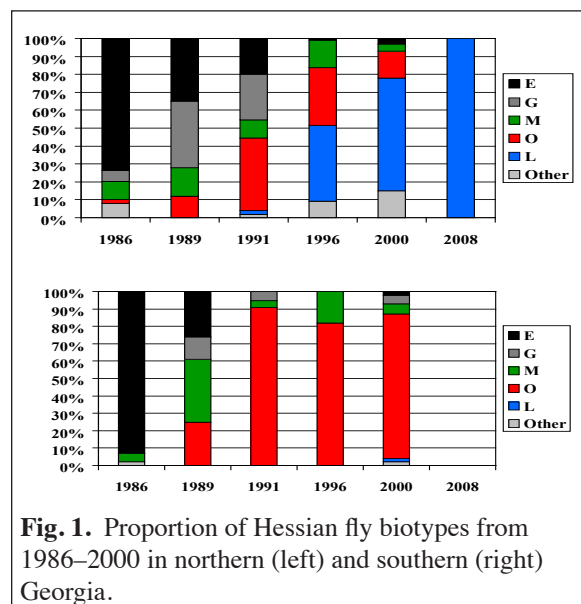 100%
90%
80%
70%
60%
50%
40%
30%
20%
10%
0%
1986 1989 1991 1996 2000 2008
E
G
M
O
L
Other
100%
90%
80%
70%
60%
50%
40%
30%
20%
10%
0%
1986 1989 1991 1996 2000 2008
E
G
M
O
L
Other
Fig. 1. Proportion of Hessian fly biotypes from
1986–2000 in northern (left) and southern (right)
Georgia.